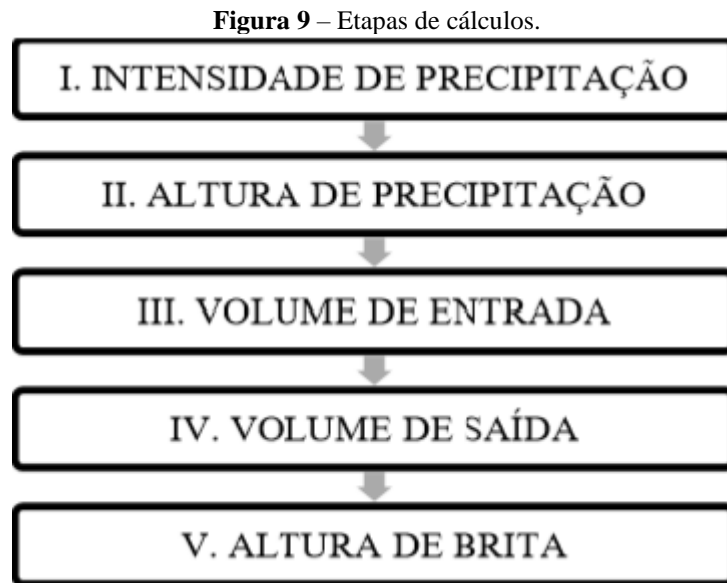 Figura 9 – Etapas de cálculos.
I. INTENSIDADE DE PRECIPITAÇÃO
II. ALTURA DE PRECIPITAÇÃO
III. VOLUME DE ENTRADA
IV. VOLUME DE SAÍDA
V. ALTURA DE BRITA